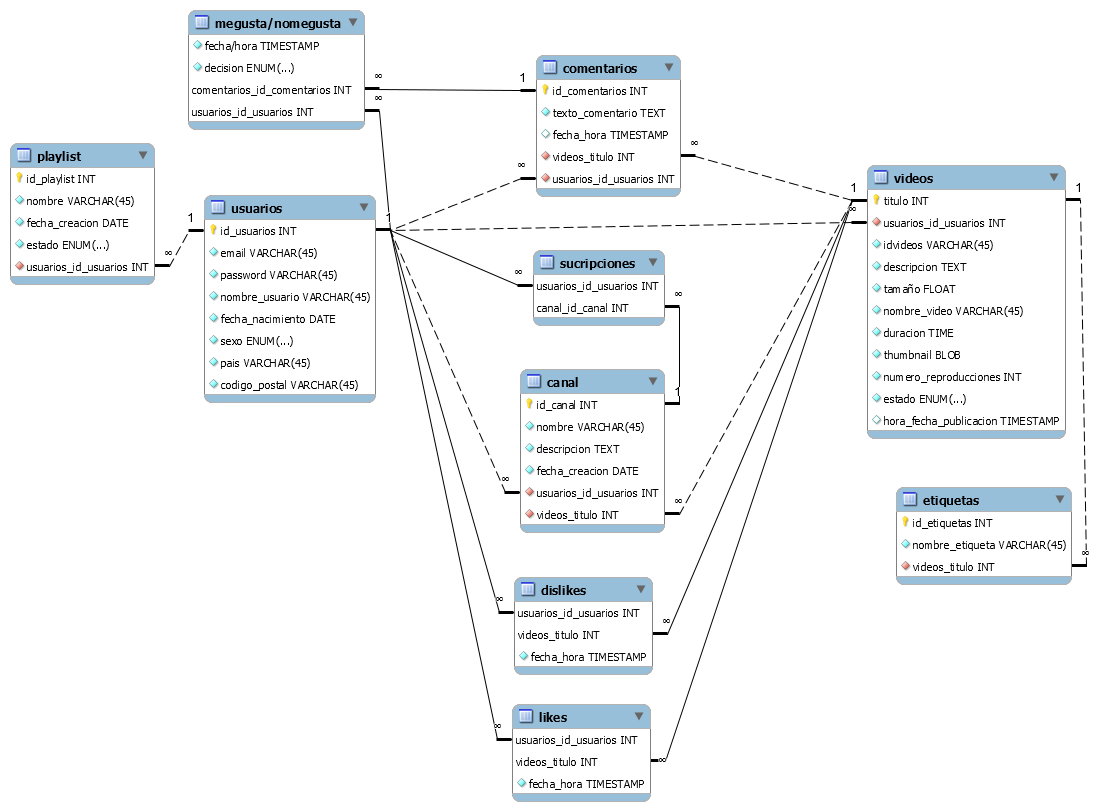 megusta/nomegusta
fecha/hora TIMESTAMP
decision ENUM(...)
comentarios_id_comentarios INT
usuarios_id_usuarios INT
∞
∞
1
comentarios
id_comentarios INT
texto_comentario TEXT
fecha_hora TIMESTAMP
videos_titulo INT
usuarios_id_usuarios INT
∞
∞
playlist
id_playlist INT
nombre VARCHAR(45)
fecha_creacion DATE
estado ENUM(...)
usuarios_id_usuarios INT
∞
1
usuarios
id_usuarios INT
email VARCHAR(45)
password VARCHAR(45)
nombre_usuario VARCHAR(45)
fecha_nacimiento DATE
sexo ENUM(...)
pais VARCHAR(45)
codigo_postal VARCHAR(45)
1
videos
titulo INT
usuarios_id_usuarios INT
idvideos VARCHAR(45)
descripcion TEXT
tamaño FLOAT
nombre_video VARCHAR(45)
duracion TIME
thumbnail BLOB
numero_reproducciones INT
estado ENUM(...)
hora_fecha_publicacion TIMESTAMP
1
∞
1
sucripciones
usuarios_id_usuarios INT
canal_id_canal INT
∞
∞
canal
id_canal INT
nombre VARCHAR(45)
descripcion TEXT
fecha_creacion DATE
usuarios_id_usuarios INT
videos_titulo INT
1
∞
∞
etiquetas
id_etiquetas INT
nombre_etiqueta VARCHAR(45)
videos_titulo INT
∞
dislikes
usuarios_id_usuarios INT
videos_titulo INT
fecha_hora TIMESTAMP
∞
∞
likes
usuarios_id_usuarios INT
videos_titulo INT
fecha_hora TIMESTAMP
∞
∞